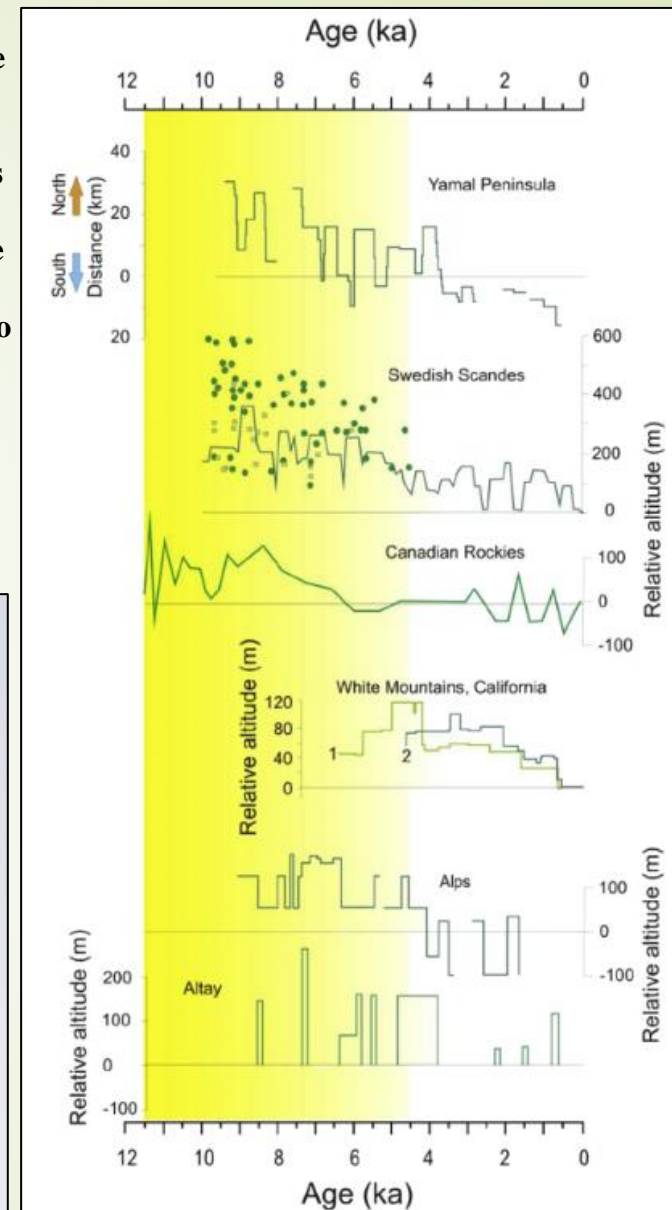 e
s
e
o
Age (ka)
12 10 8 6 4 2 0
40
20
0
20
North
South
Distance (km)
Yamal Peninsula
600
400
200
0
Swedish Scandes
Canadian Rockies
100
0
-100
Relative altitude (m)
White Mountains, California
120
80
40
0
Relative altitude (m)
1
2
Alps
100
0
-100
Relative altitude (m)
Altay
200
100
0
-100
Relative altitude (m)
12 10 8 6 4 2 0
Age (ka)